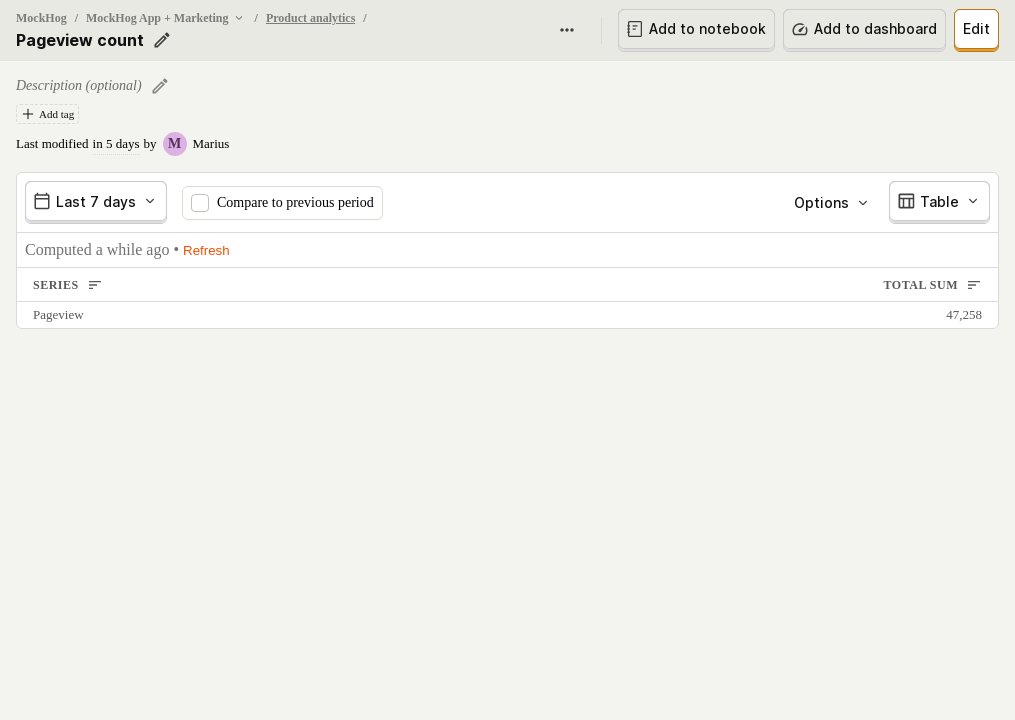 MockHog / MockHog App + Marketing / Product analytics /
Pageview count
Add to notebook
Add to dashboard
Edit
Description (optional)
Add tag
Last modified in 5 days by M Marius
Last 7 days
Compare to previous period
Options
Table
Computed a while ago • Refresh
SERIES
TOTAL SUM
Pageview
47,258